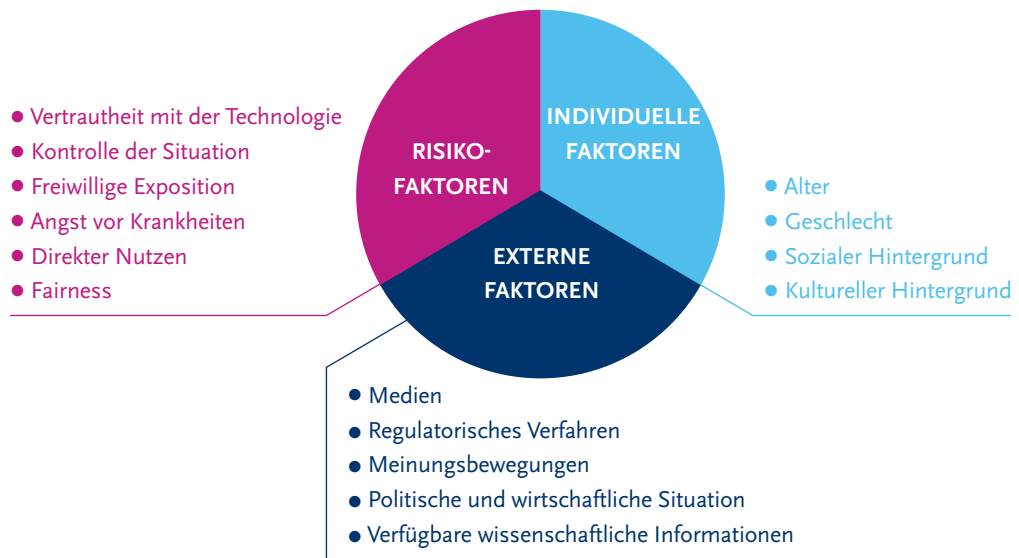 RISIKO-
FAKTOREN
● Vertrautheit mit der Technologie
● Kontrolle der Situation
● Freiwillige Exposition
● Angst vor Krankheiten
● Direkter Nutzen
● Fairness
INDIVIDUELLE
FAKTOREN
● Alter
● Geschlecht
● Sozialer Hintergrund
● Kultureller Hintergrund
EXTERNE
FAKTOREN
● Medien
● Regulatorisches Verfahren
● Meinungsbewegungen
● Politische und wirtschaftliche Situation
● Verfügbare wissenschaftliche Informationen